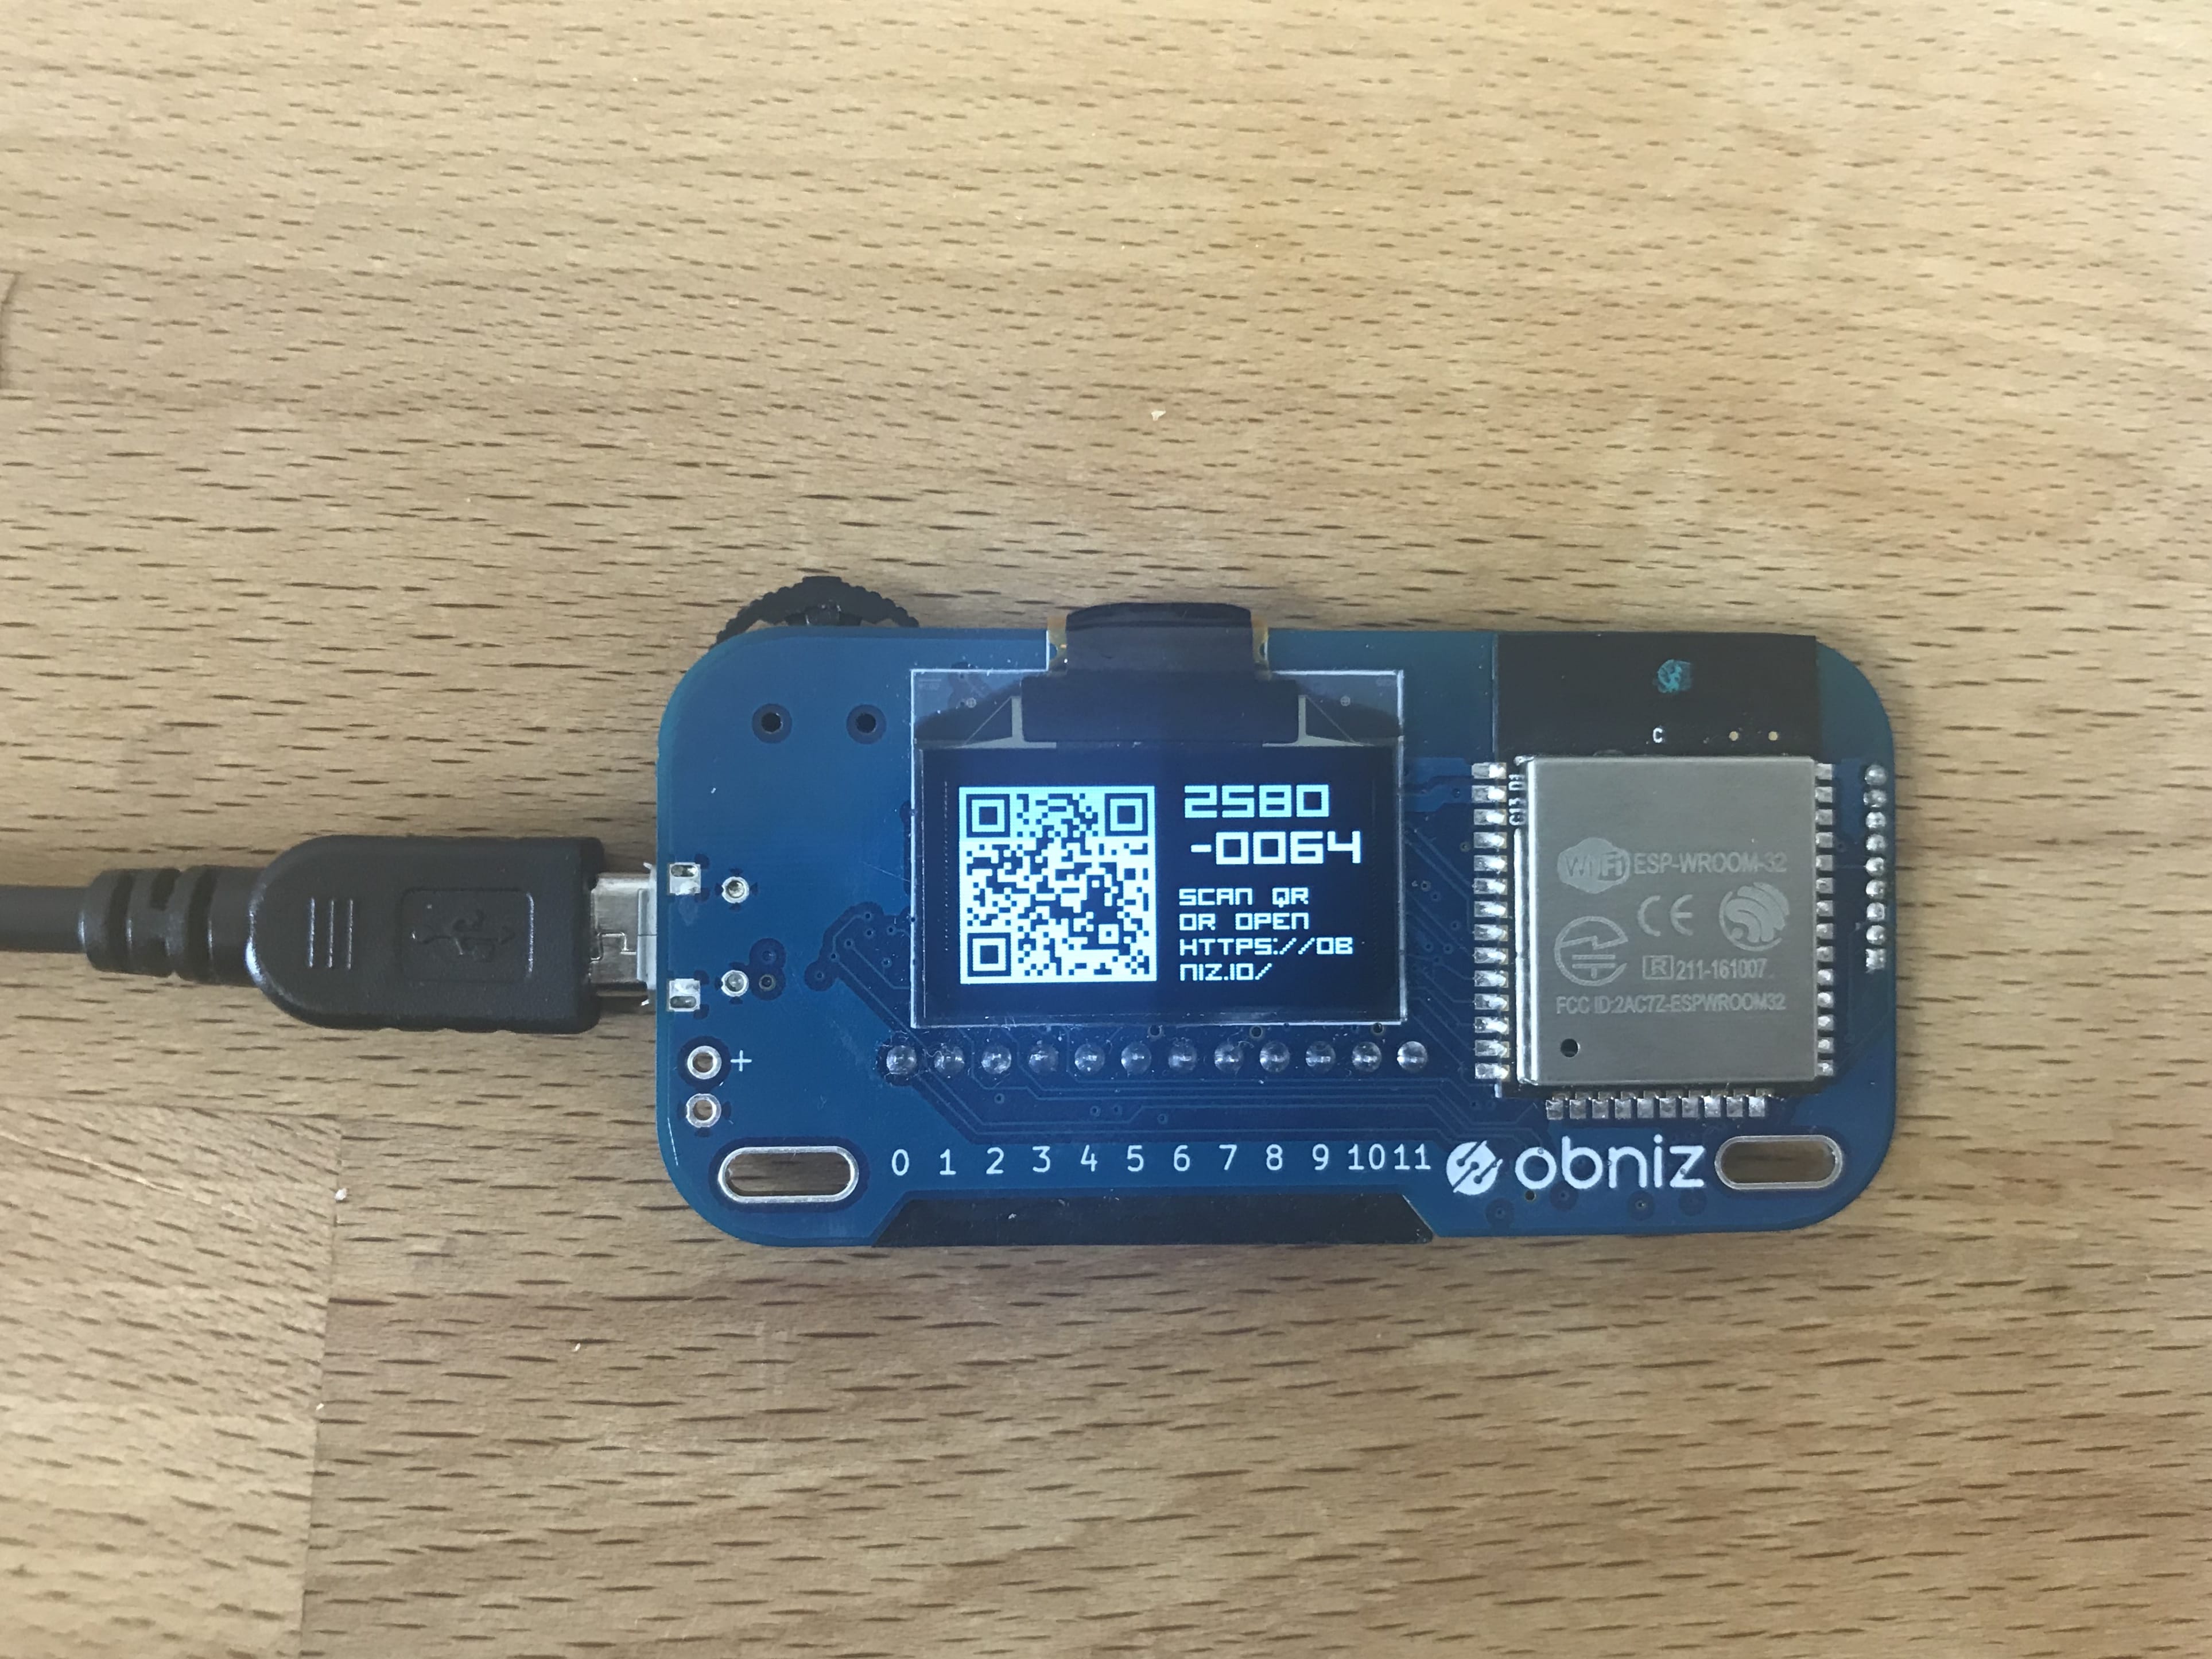 2580
-0064
SCAN QR
OR OPEN
HTTPS://OB
NIZ.IO/
C
WiFi ESP-WROOM-32
CE
R 211-161007
FCC ID:2AC7Z-ESPWROOM32
+
0 1 2 3 4 5 6 7 8 9 10 11 obniz